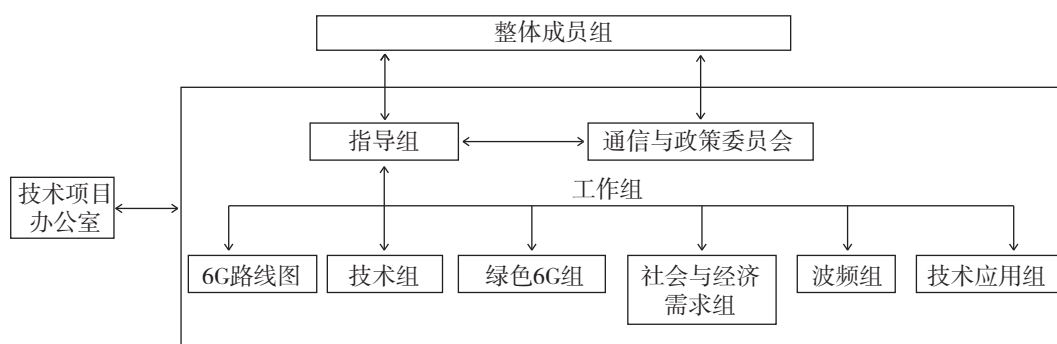 整体成员组
指导组
通信与政策委员会
工作组
技术项目
办公室
6G路线图
技术组
绿色6G组
社会与经济
需求组
波频组
技术应用组